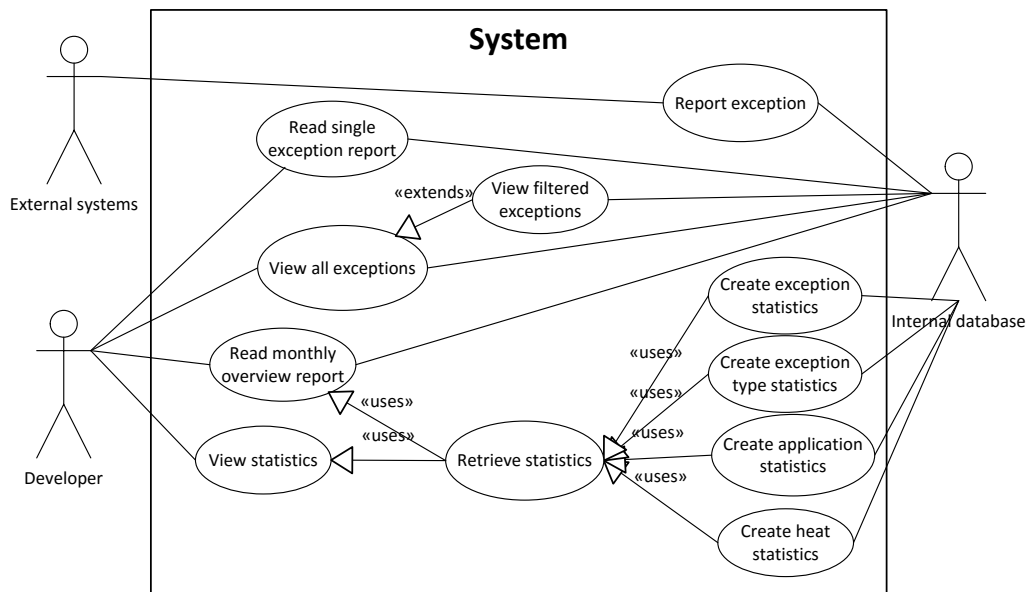 System
Report exception
Read single
exception report
External systems
«extends»
View filtered
exceptions
View all exceptions
Create exception
statistics
Internal database
Read monthly
overview report
«uses»
Create exception
type statistics
«uses»
«uses»
«uses»
«uses»
Developer
View statistics
Retrieve statistics
Create application
statistics
«uses»
Create heat
statistics